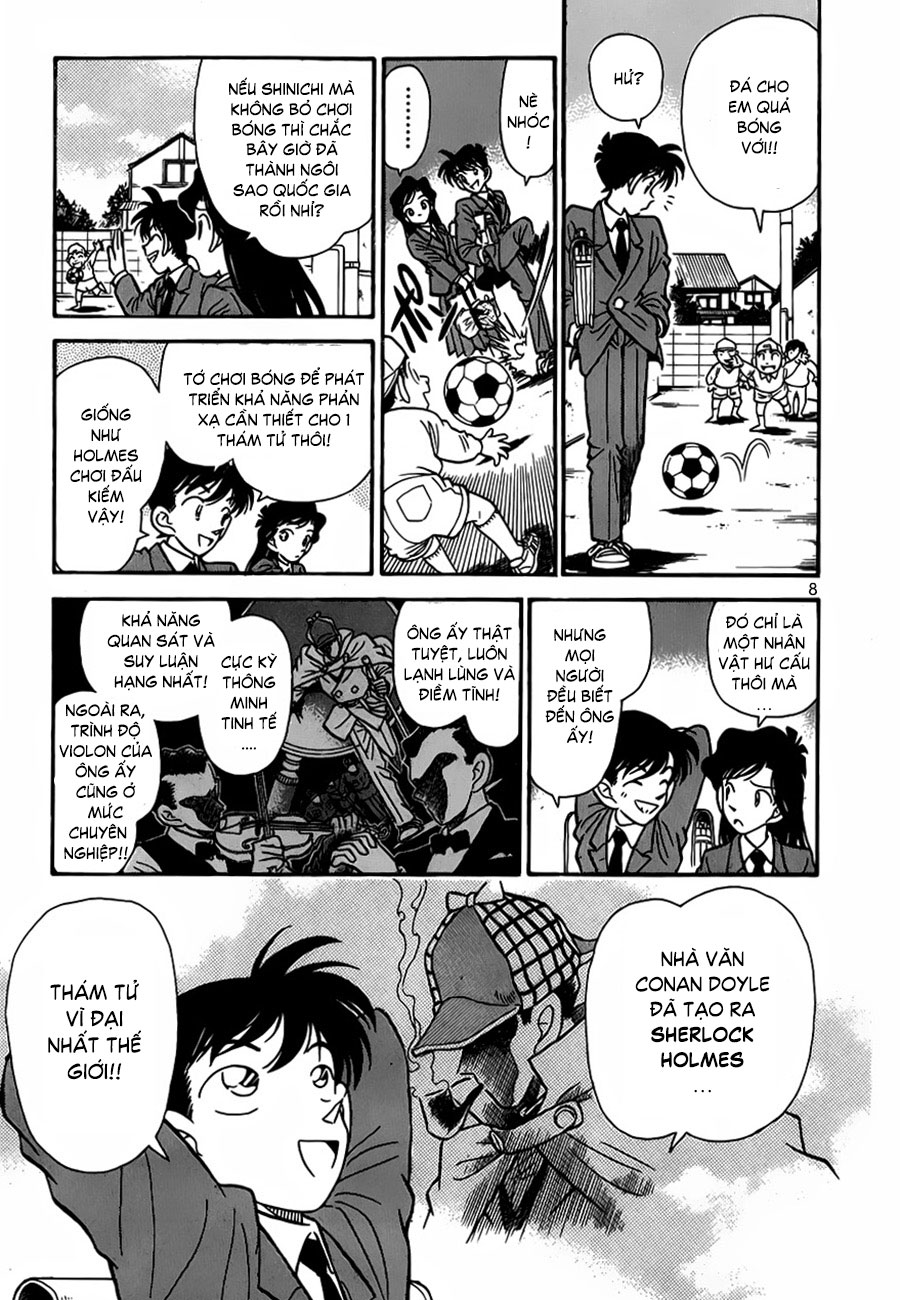 ĐÁ CHO
EM QUẢ
BÓNG
VỚI!!
HỬ?
NÈ
NHÓC
!
........
NẾU SHINICHI MÀ
KHÔNG BỎ CHƠI
BÓNG THÌ CHẮC
BÂY GIỜ ĐÃ
THÀNH NGÔI
SAO QUỐC GIA
RỒI NHỈ?
TỚ CHƠI BÓNG ĐỂ PHÁT
TRIỂN KHẢ NĂNG PHẢN
XẠ CẦN THIẾT CHO 1
THÁM TỬ THÔI!
GIỐNG
NHƯ
HOLMES
CHƠI ĐẤU
KIẾM
VẬY!
8
ĐÓ CHỈ LÀ
MỘT NHÂN
VẬT HƯ CẤU
THÔI MÀ
...
NHƯNG
MỌI
NGƯỜI
ĐỀU BIẾT
ĐẾN ÔNG
ẤY!
ÔNG ẤY THẬT
TUYỆT, LUÔN
LẠNH LÙNG VÀ
ĐIỀM TĨNH!
CỰC KỲ
THÔNG
MINH
TINH TẾ
....
KHẢ NĂNG
QUAN SÁT VÀ
SUY LUẬN
HẠNG NHẤT!
NGOÀI RA,
TRÌNH ĐỘ
VIOLON CỦA
ÔNG ẤY
CŨNG Ở
MỨC
CHUYÊN
NGHIỆP!!
NHÀ VĂN
CONAN DOYLE
ĐÃ TẠO RA
SHERLOCK
HOLMES
...
THÁM TỬ
VĨ ĐẠI
NHẤT THẾ
GIỚI!!